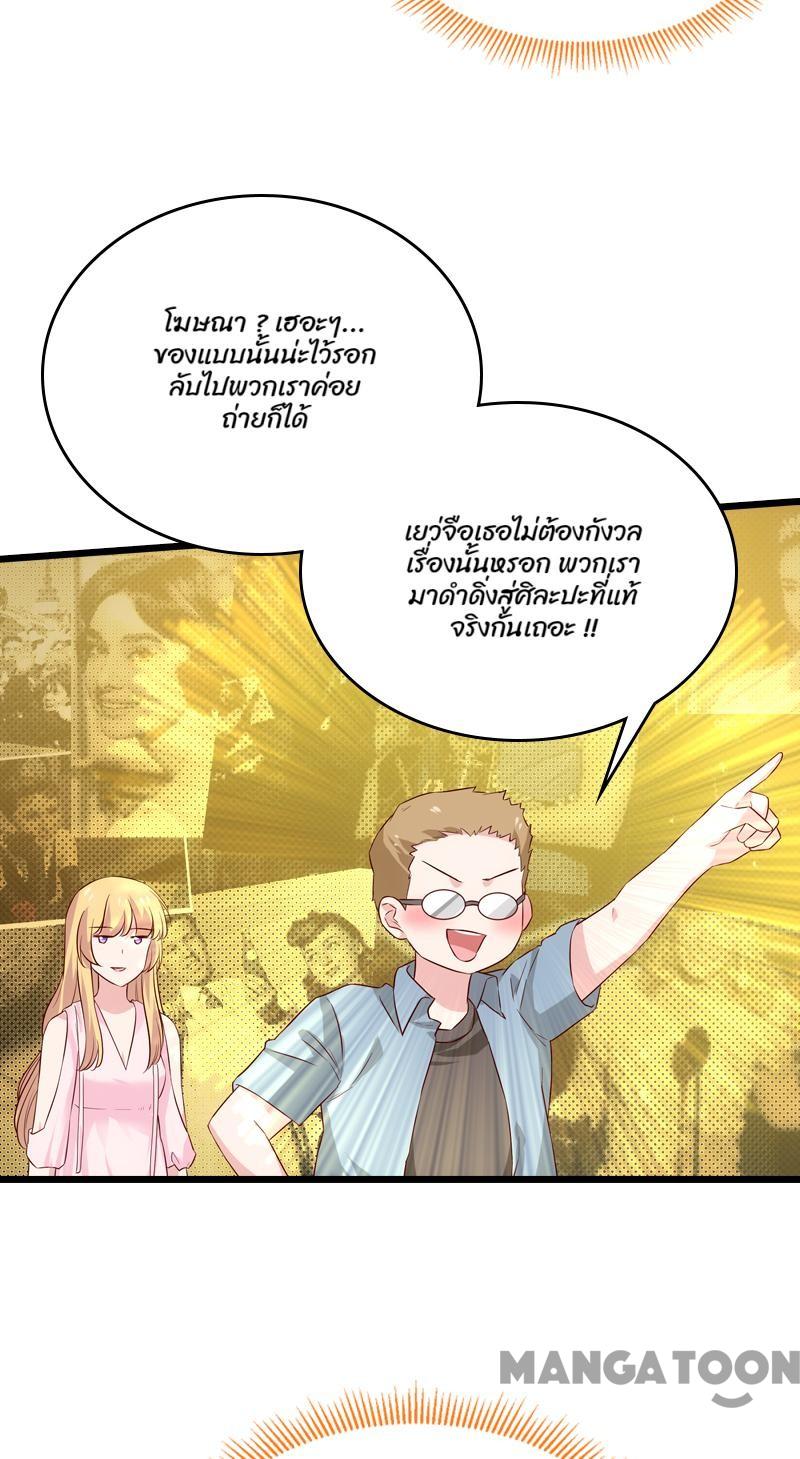 โฆษณา ? เฮอะๆ...
ของแบบนั้นน่ะไว้รอก
ลับไปพวกเราค่อย
ถ่ายก็ได้
เยว่จือเธอไม่ต้องกังวล
เรื่องนั้นหรอก พวกเรา
มาดำดิ่งสู่ศิละปะที่แท้
จริงกันเถอะ !!
MANGATOON